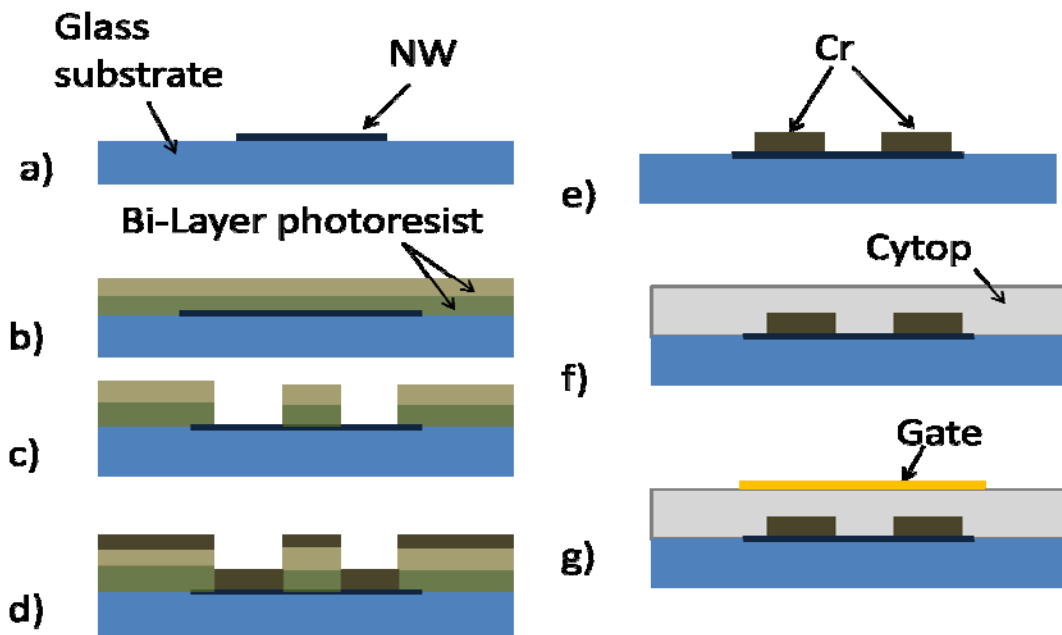 Glass
substrate
NW
a)
Bi-Layer photoresist
b)
c)
d)
Cr
e)
Cytop
f)
Gate
g)